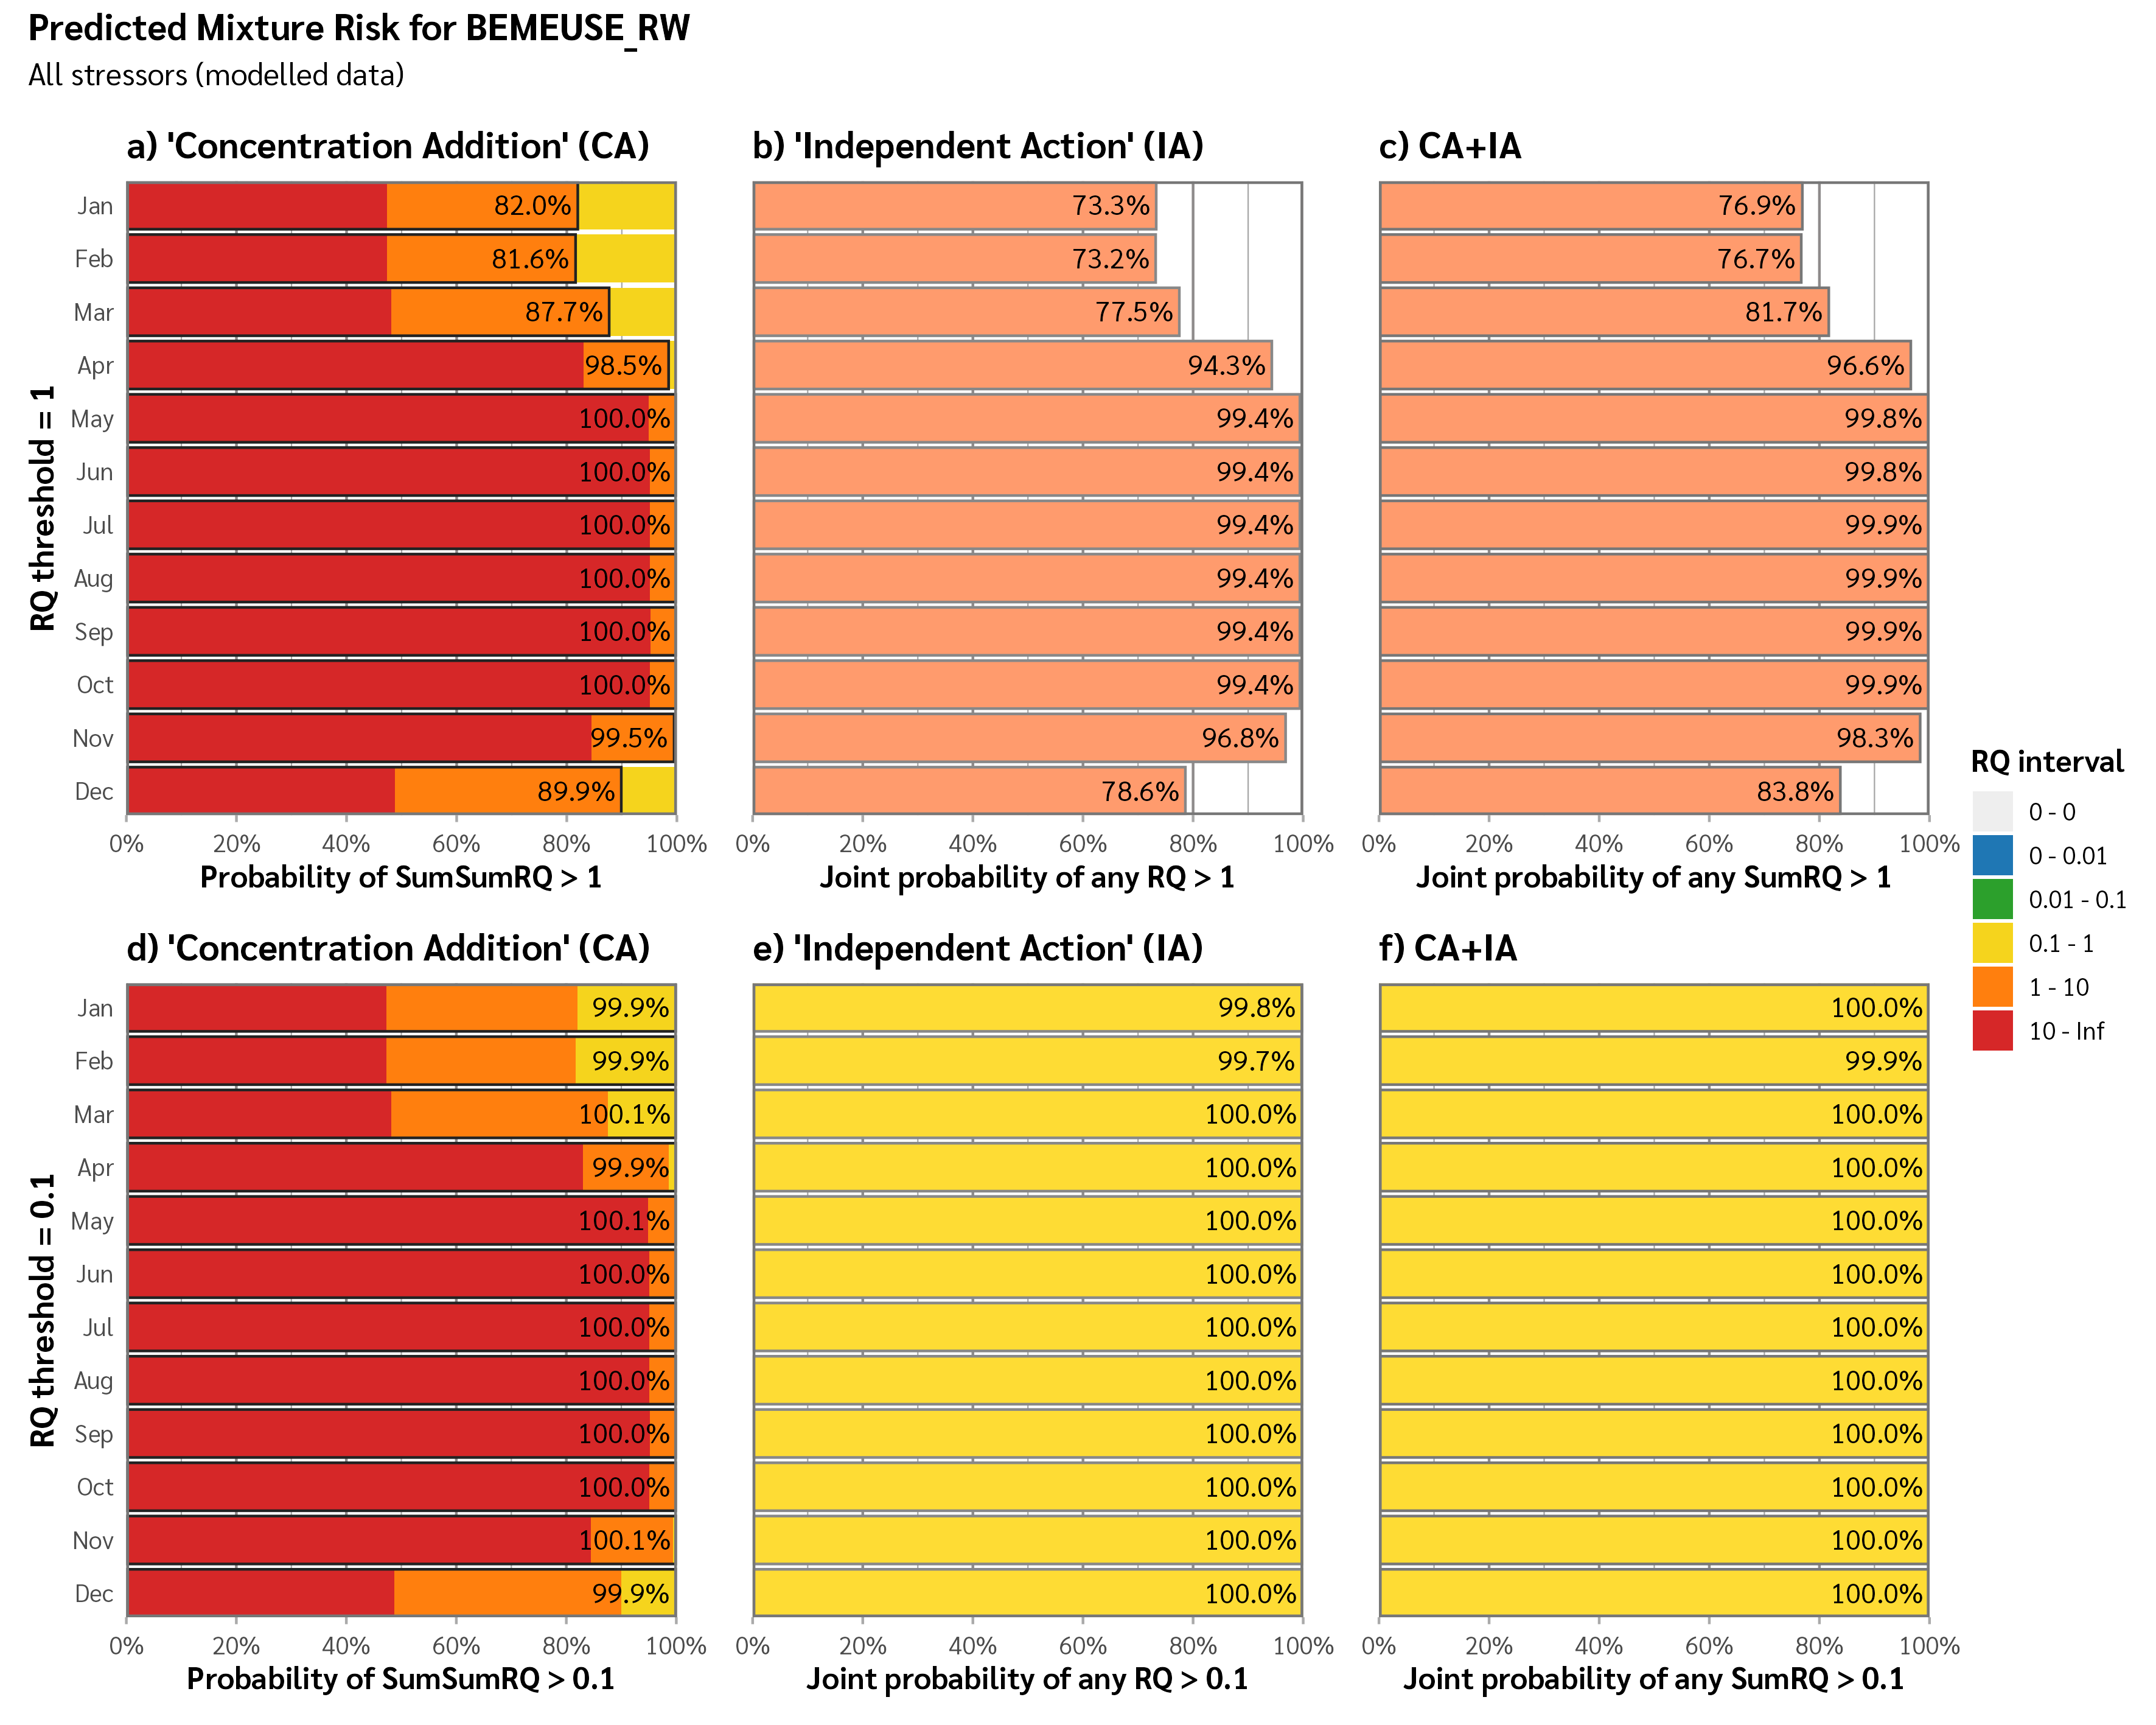 Predicted Mixture Risk for BEMEUSE_RW
All stressors (modelled data)
a) 'Concentration Addition' (CA) b) 'Independent Action' (IA) c) CA+IA
RQ threshold = 1
Jan 82.0% 73.3% 76.9%
Feb 81.6% 73.2% 76.7%
Mar 87.7% 77.5% 81.7%
Apr 98.5% 94.3% 96.6%
May 100.0% 99.4% 99.8%
Jun 100.0% 99.4% 99.8%
Jul 100.0% 99.4% 99.9%
Aug 100.0% 99.4% 99.9%
Sep 100.0% 99.4% 99.9%
Oct 100.0% 99.4% 99.9%
Nov 99.5% 96.8% 98.3%
Dec 89.9% 78.6% 83.8%
0% 20% 40% 60% 80% 100% 0% 20% 40% 60% 80% 100% 0% 20% 40% 60% 80% 100%
Probability of SumSumRQ > 1 Joint probability of any RQ > 1 Joint probability of any SumRQ > 1
RQ interval
0 - 0
0 - 0.01
0.01 - 0.1
0.1 - 1
1 - 10
10 - Inf
d) 'Concentration Addition' (CA) e) 'Independent Action' (IA) f) CA+IA
RQ threshold = 0.1
Jan 99.9% 99.8% 100.0%
Feb 99.9% 99.7% 99.9%
Mar 100.1% 100.0% 100.0%
Apr 99.9% 100.0% 100.0%
May 100.1% 100.0% 100.0%
Jun 100.0% 100.0% 100.0%
Jul 100.0% 100.0% 100.0%
Aug 100.0% 100.0% 100.0%
Sep 100.0% 100.0% 100.0%
Oct 100.0% 100.0% 100.0%
Nov 100.1% 100.0% 100.0%
Dec 99.9% 100.0% 100.0%
0% 20% 40% 60% 80% 100% 0% 20% 40% 60% 80% 100% 0% 20% 40% 60% 80% 100%
Probability of SumSumRQ > 0.1 Joint probability of any RQ > 0.1 Joint probability of any SumRQ > 0.1